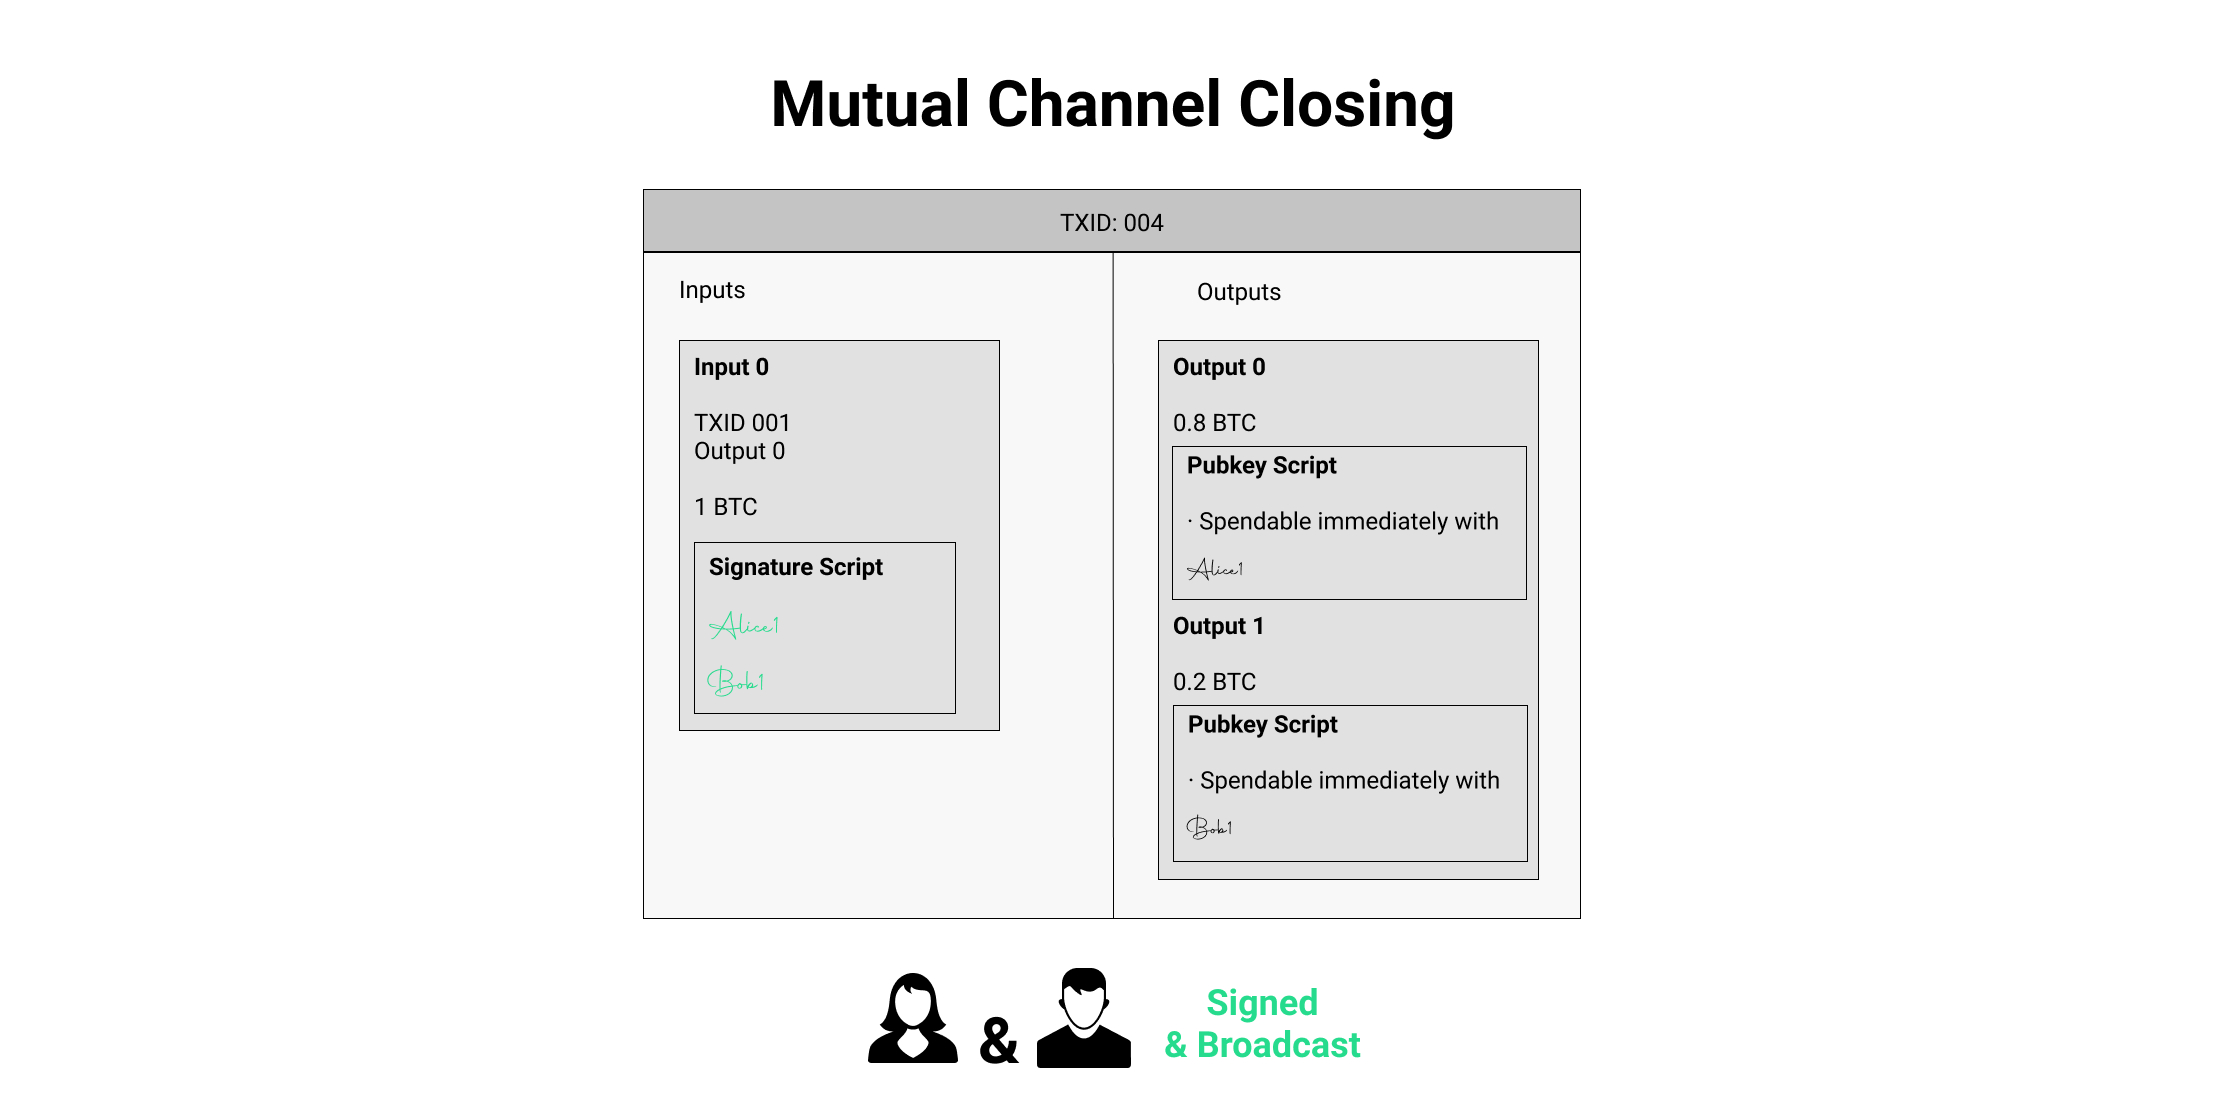 Mutual Channel Closing
TXID: 004
Inputs
Input 0
TXID 001
Output 0
1 BTC
Signature Script
Alice1
Bob1
Outputs
Output 0
0.8 BTC
Pubkey Script
· Spendable immediately with
Alice1
Output 1
0.2 BTC
Pubkey Script
· Spendable immediately with
Bob1
&
Signed
& Broadcast